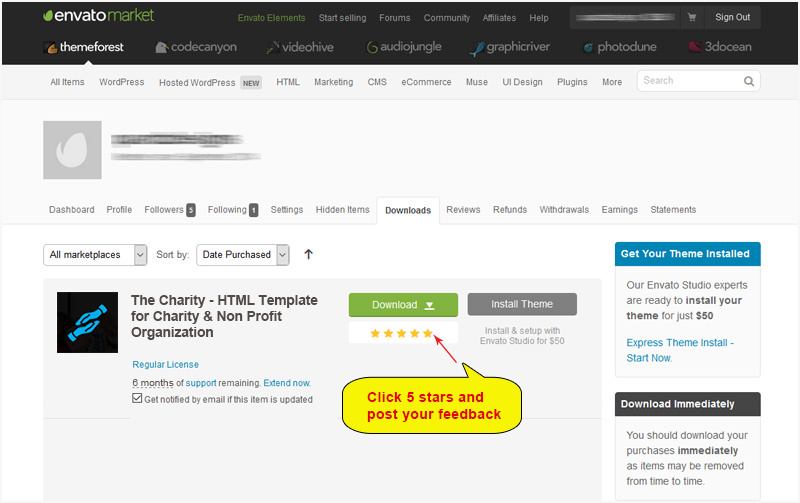 envatomarket
Envato Elements Start selling Forums Community Affiliates Help Sign Out
themeforest codecanyon videohive audiojungle graphicriver photodune 3docean
All Items WordPress Hosted WordPress NEW HTML Marketing CMS eCommerce Muse UI Design Plugins More Search
Dashboard Profile Followers 5 Following 1 Settings Hidden Items Downloads Reviews Refunds Withdrawals Earnings Statements
All marketplaces Sort by: Date Purchased
The Charity - HTML Template
for Charity & Non Profit
Organization
Regular License
6 months of support remaining. Extend now.
Get notified by email if this item is updated
Download
Install Theme
Install & setup with
Envato Studio for $50
Click 5 stars and
post your feedback
Get Your Theme Installed
Our Envato Studio experts
are ready to install your
theme for just $50
Express Theme Install -
Start Now.
Download Immediately
You should download your
purchases immediately
as items may be removed
from time to time.